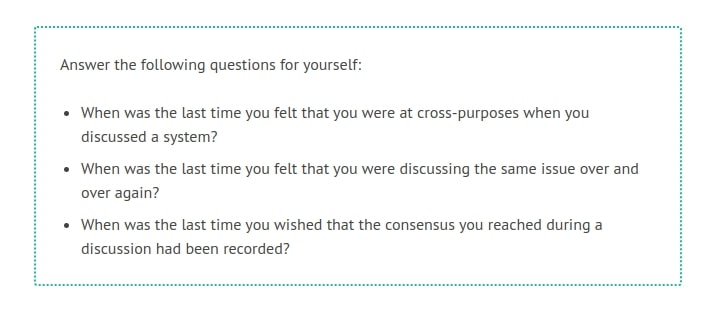 Answer the following questions for yourself:
• When was the last time you felt that you were at cross-purposes when you
discussed a system?
• When was the last time you felt that you were discussing the same issue over and
over again?
• When was the last time you wished that the consensus you reached during a
discussion had been recorded?